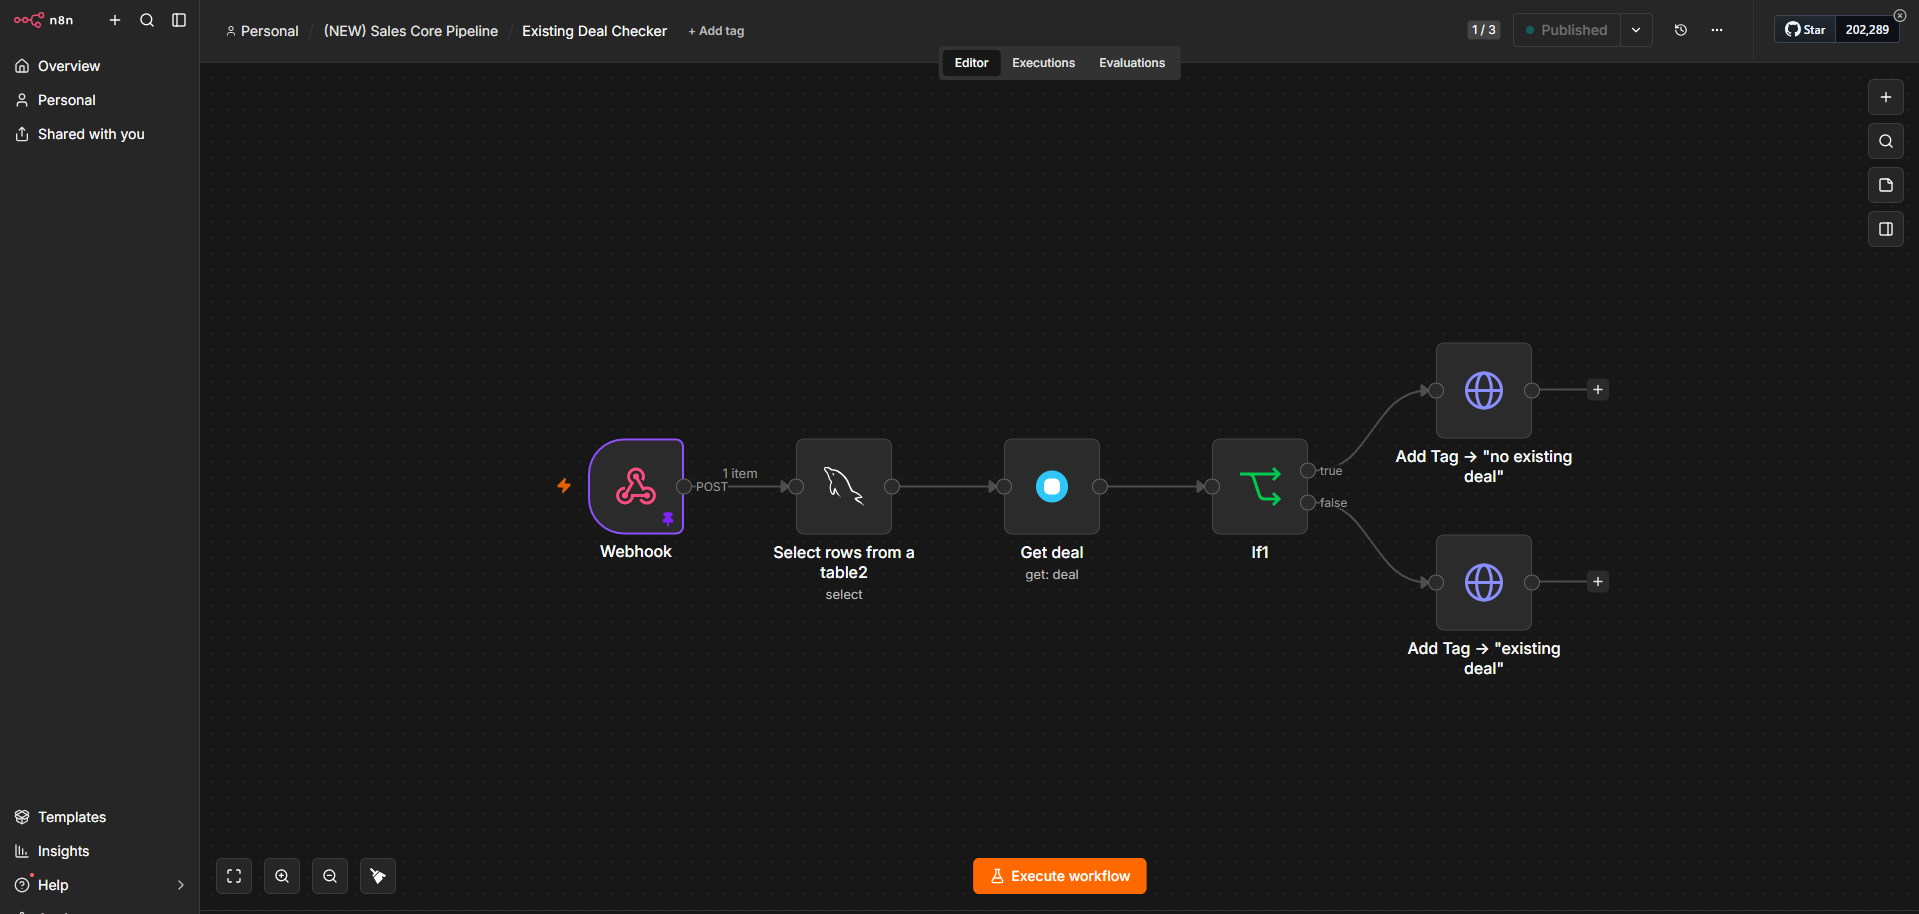 n8n
Personal / (NEW) Sales Core Pipeline / Existing Deal Checker + Add tag
1 / 3
Published
Star 202,289
Editor Executions Evaluations
Overview
Personal
Shared with you
1 item
POST
true
false
Webhook
Select rows from a
table2
select
Get deal
get: deal
If1
Add Tag → "no existing
deal"
Add Tag → "existing
deal"
Templates
Insights
Help
Execute workflow